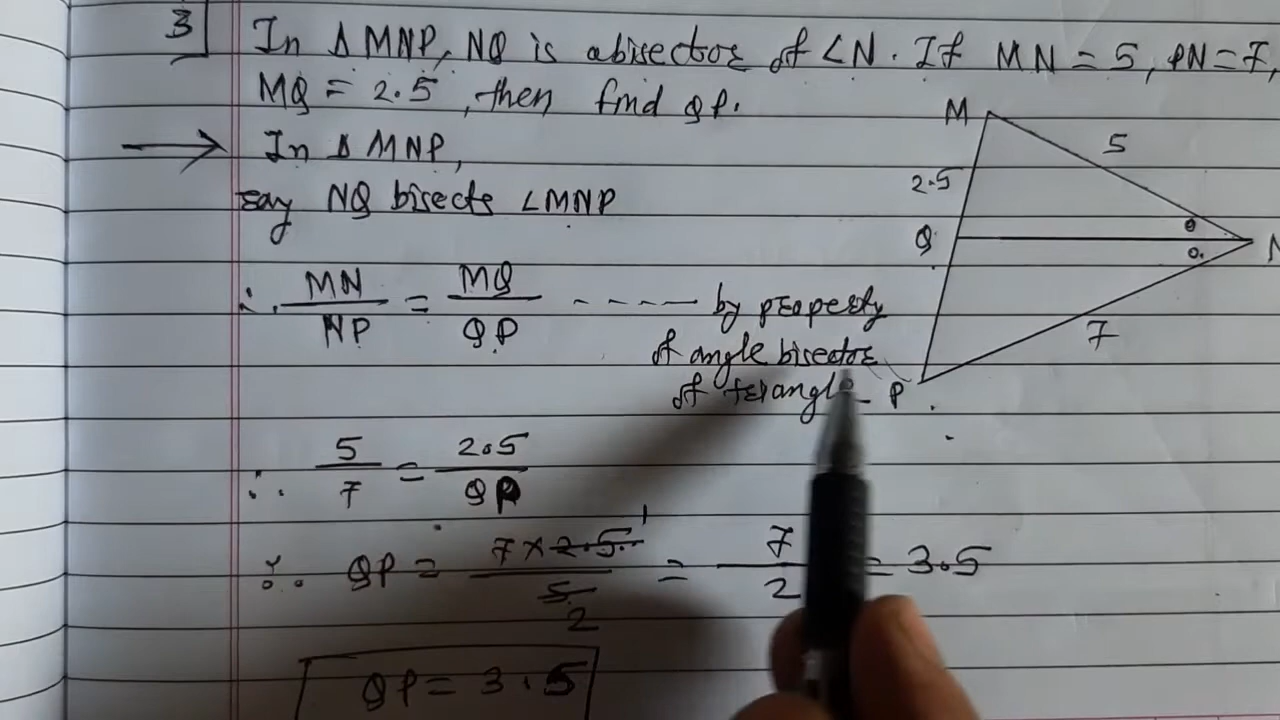 3 In Δ MNP, NQ is a bisector of ∠N. If MN = 5, PN = 7,
MQ = 2.5, then find QP.
→ In Δ MNP,
say NQ bisects ∠MNP
∴ MN/NP = MQ/QP ---- by property
of angle bisector
of triangle
∴ 5/7 = 2.5/QP
∴ QP = 7 × 2.5 1/5 2 = 7/2 = 3.5
QP = 3.5
M
5
2.5
Q
N
7
P